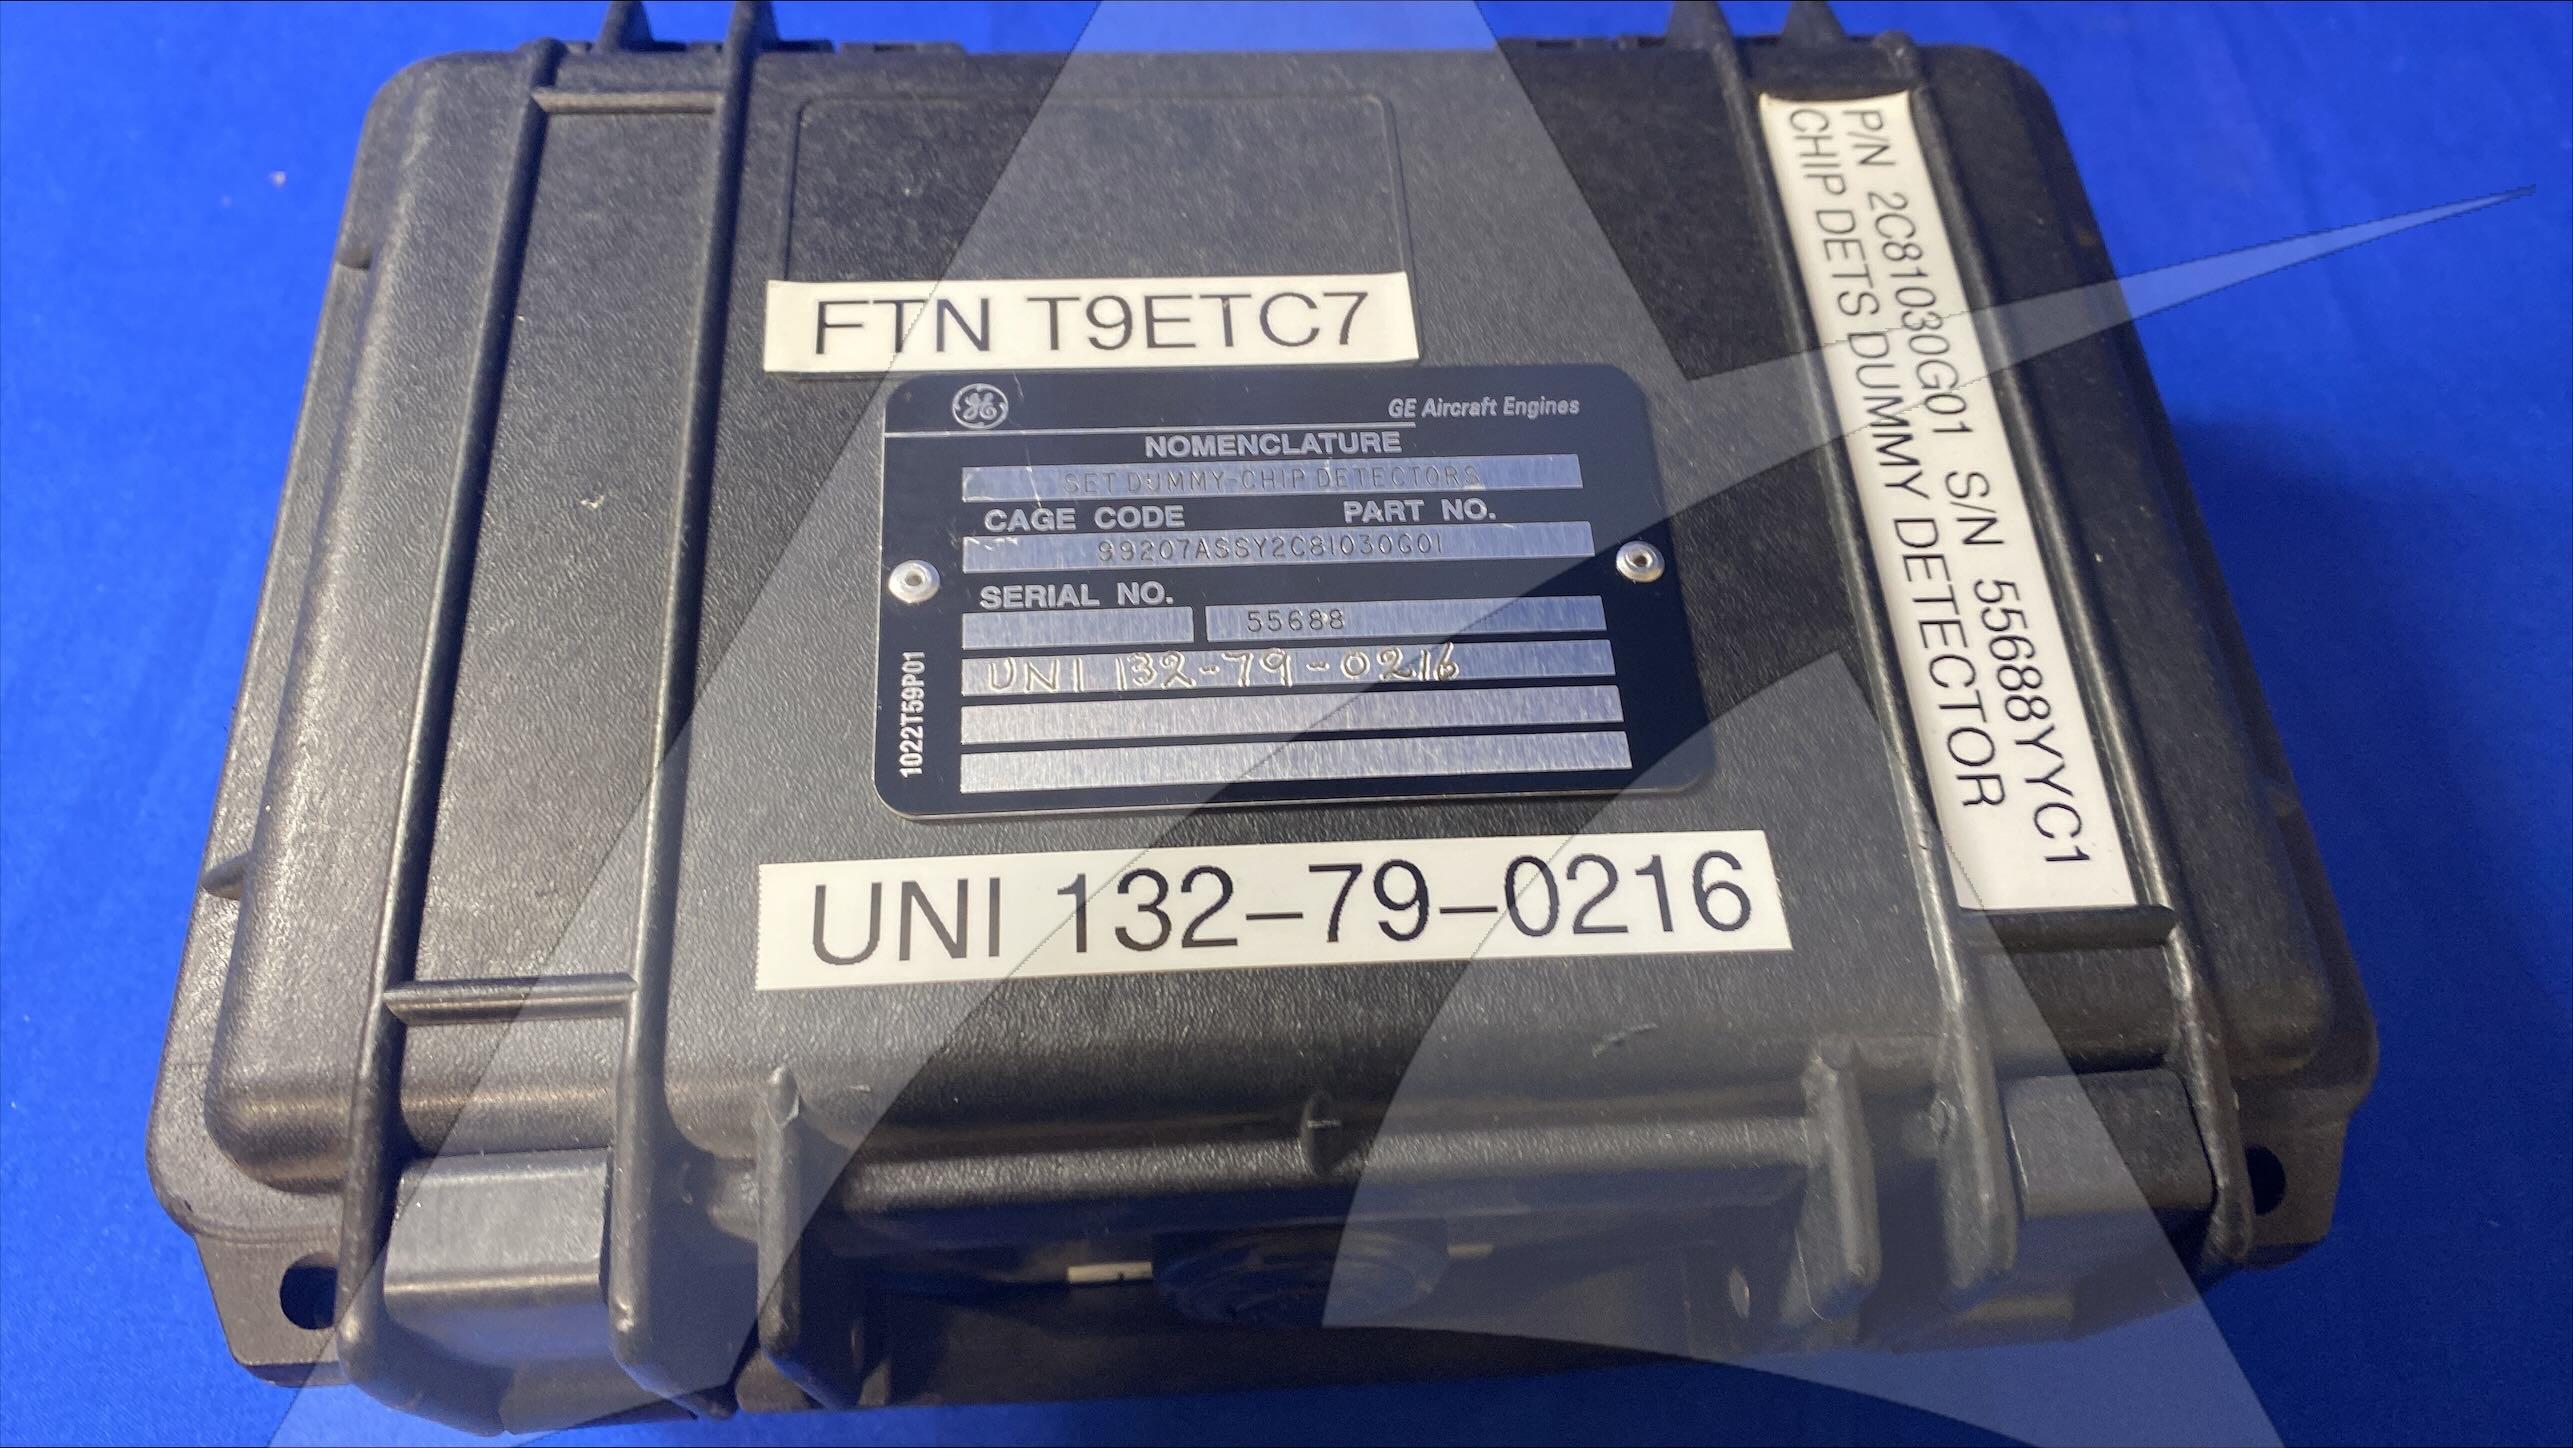 FTN T9ETC7
GE GE Aircraft Engines
NOMENCLATURE
SET DUMMY-CHIP DETECTORS
CAGE CODE PART NO.
99207ASSY2C81030G01
SERIAL NO.
55688
UNI 132-79-0216
1022T59P01
UNI 132-79-0216
P/N 2C81030G01 S/N 55688YYC1
CHIP DETS DUMMY DETECTOR